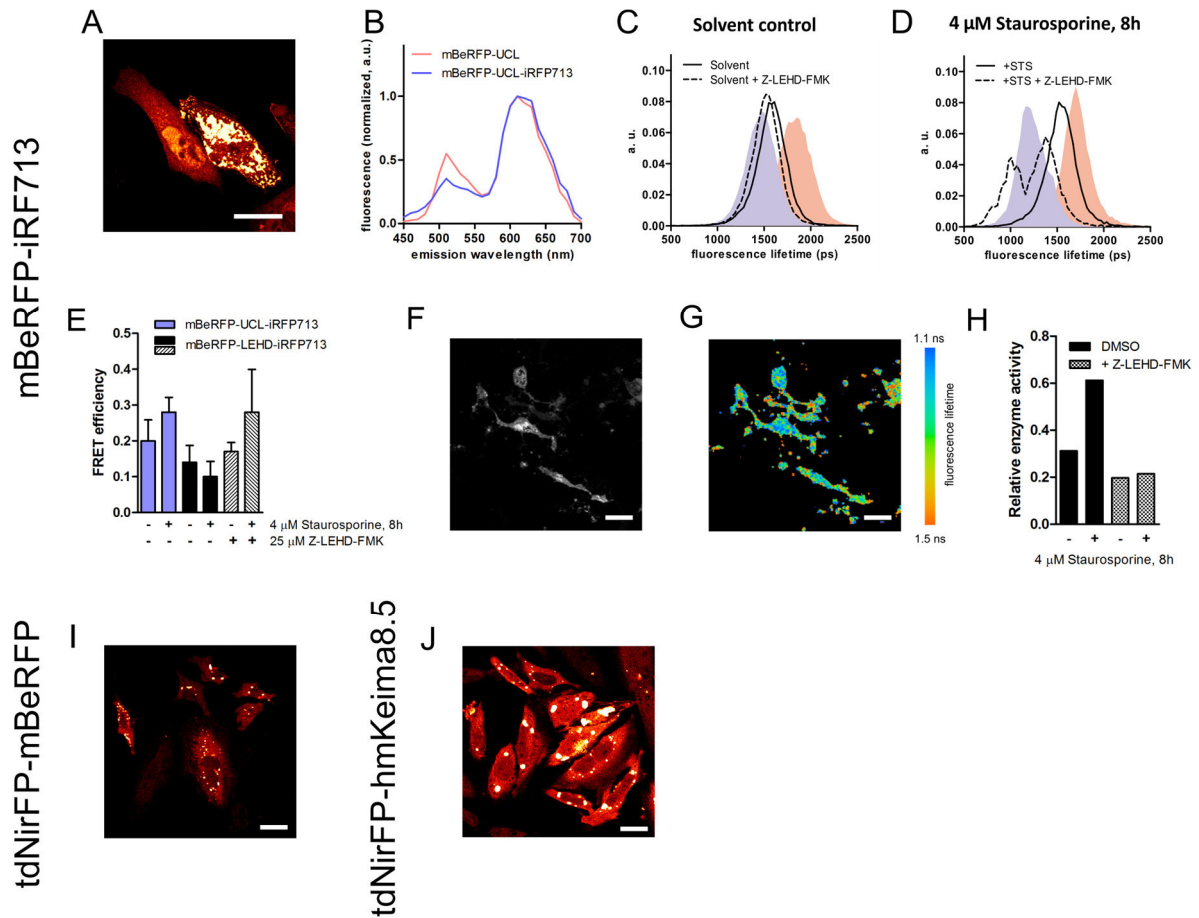 mBeRFP-iRF713
A
B
fluorescence (normalized, a.u.)
1.0
0.5
0.0
mBeRFP-UCL
mBeRFP-UCL-iRFP713
450 500 550 600 650 700
emission wavelength (nm)
C
Solvent control
a. u.
0.10
0.08
0.06
0.04
0.02
0.00
Solvent
Solvent + Z-LEHD-FMK
500 1000 1500 2000 2500
fluorescence lifetime (ps)
D
4 µM Staurosporine, 8h
a. u.
0.10
0.08
0.06
0.04
0.02
0.00
+STS
+STS + Z-LEHD-FMK
500 1000 1500 2000 2500
fluorescence lifetime (ps)
E
mBeRFP-UCL-iRFP713
mBeRFP-LEHD-iRFP713
FRET efficiency
0.5
0.4
0.3
0.2
0.1
0.0
- + - + - + 4 µM Staurosporine, 8h
- - - - + + 25 µM Z-LEHD-FMK
F
G
1.1 ns
fluorescence lifetime
1.5 ns
H
Relative enzyme activity
0.8
0.6
0.4
0.2
0.0
DMSO
+ Z-LEHD-FMK
- + - +
4 µM Staurosporine, 8h
tdNirFP-mBeRFP
I
tdNirFP-hmKeima8.5
J